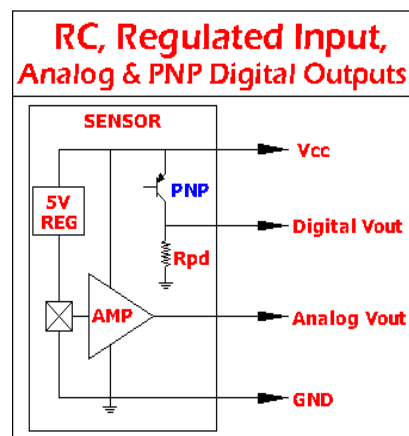 RC, Regulated Input,
Analog & PNP Digital Outputs
SENSOR
Vcc
PNP
5V
REG
Digital Vout
Rpd
AMP
Analog Vout
GND